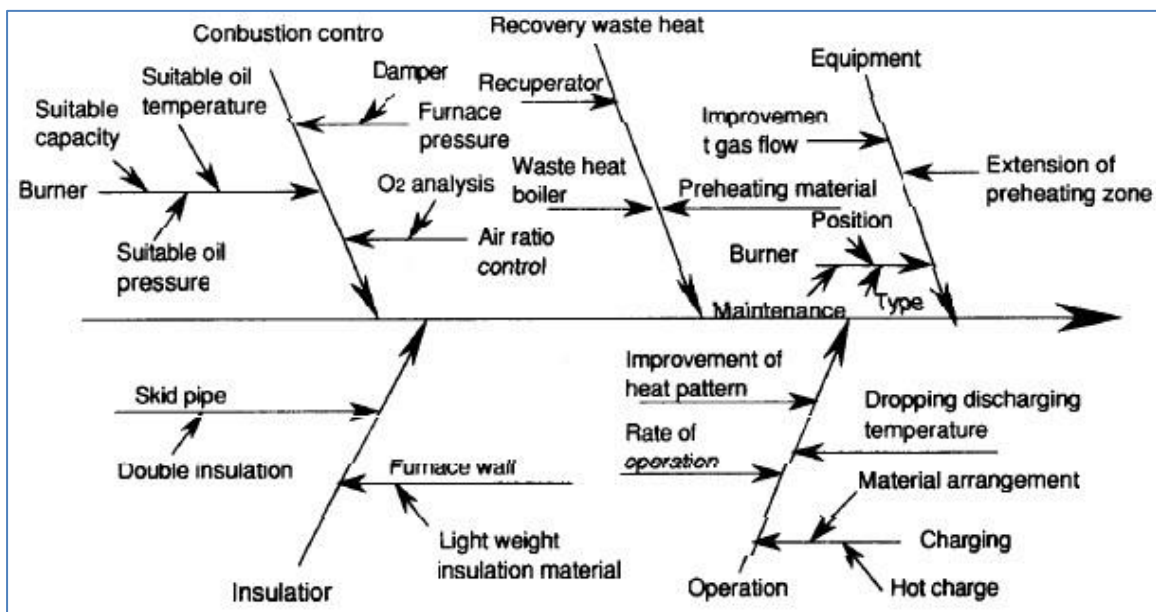 Conbustion contro
Recovery waste heat
Equipment
Suitable oil
temperature
Damper
Recuperator
Suitable
capacity
Furnace
pressure
Improvemen
t gas flow
Extension of
preheating zone
Burner
O2 analysis
Waste heat
boiler
Preheating material
Position
Suitable oil
pressure
Air ratio
control
Burner
Maintenance
Type
Skid pipe
Double insulation
Furnace wall
Light weight
insulation material
Insulatior
Improvement of
heat pattern
Dropping discharging
temperature
Rate of
operation
Material arrangement
Charging
Hot charge
Operation